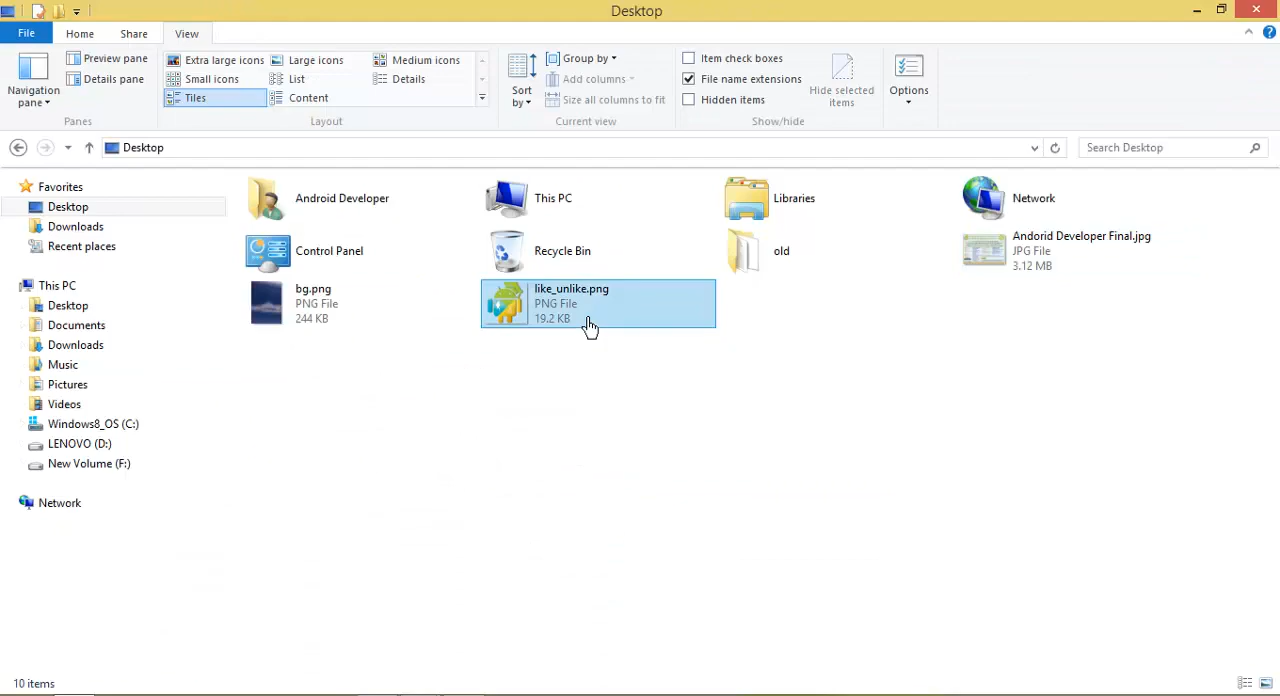 Desktop
File
Home
Share
View
Navigation pane
Preview pane
Details pane
Panes
Extra large icons
Large icons
Medium icons
Small icons
List
Details
Tiles
Content
Layout
Sort by
Group by
Add columns
Size all columns to fit
Current view
Item check boxes
File name extensions
Hidden items
Hide selected items
Show/hide
Options
Desktop
Search Desktop
Favorites
Desktop
Downloads
Recent places
This PC
Desktop
Documents
Downloads
Music
Pictures
Videos
Windows8_OS (C:)
LENOVO (D:)
New Volume (F:)
Network
Android Developer
This PC
Libraries
Network
Control Panel
Recycle Bin
old
Andorid Developer Final.jpg
JPG File
3.12 MB
bg.png
PNG File
244 KB
like_unlike.png
PNG File
19.2 KB
10 items